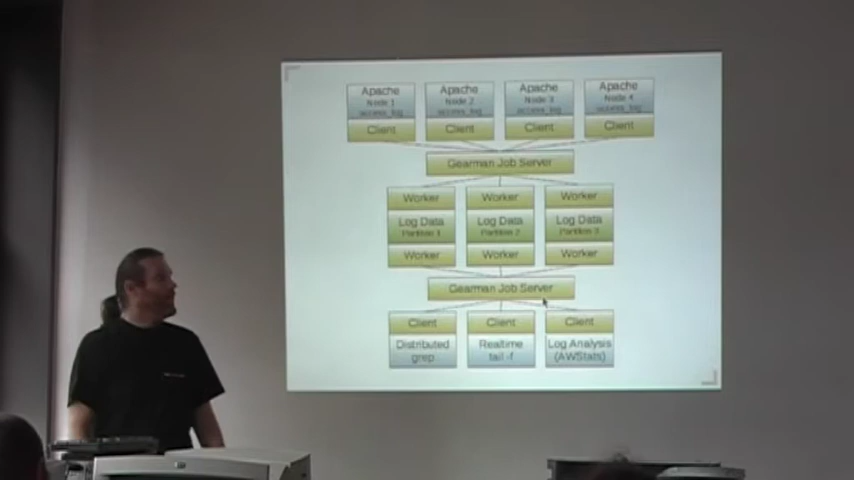 Apache
Node 1
access_log
Client
Apache
Node 2
access_log
Client
Apache
Node 3
access_log
Client
Apache
Node 4
access_log
Client
Gearman Job Server
Worker
Log Data
Partition 1
Worker
Worker
Log Data
Partition 2
Worker
Worker
Log Data
Partition 3
Worker
Gearman Job Server
Client
Distributed
grep
Client
Realtime
tail -f
Client
Log Analysis
(AWStats)
hp